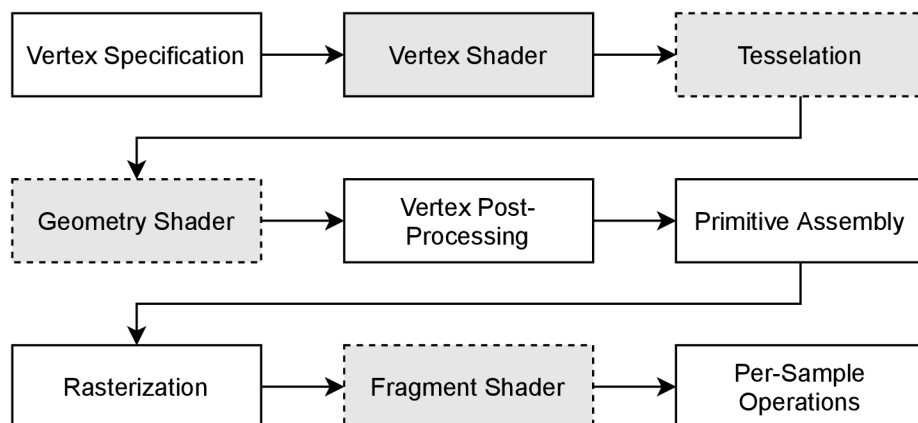 Vertex Specification
Vertex Shader
Tesselation
Geometry Shader
Vertex Post-
Processing
Primitive Assembly
Rasterization
Fragment Shader
Per-Sample
Operations